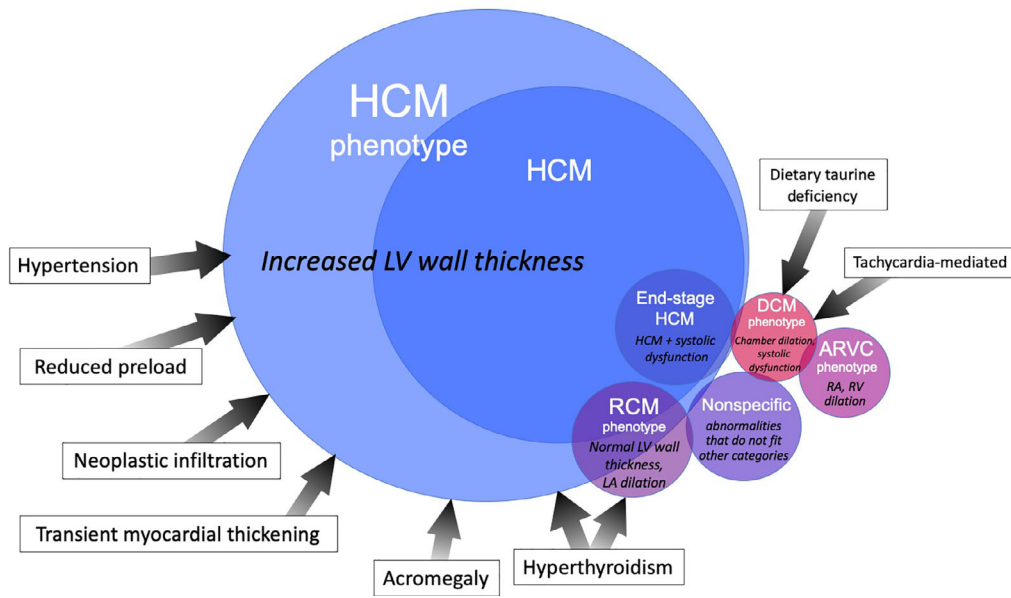 HCM
phenotype
HCM
Increased LV wall thickness
Dietary taurine
deficiency
Hypertension
Tachycardia-mediated
End-stage
HCM
HCM + systolic
dysfunction
DCM
phenotype
Chamber dilation,
systolic
dysfunction
ARVC
phenotype
RA, RV
dilation
Reduced preload
RCM
phenotype
Normal LV wall
thickness,
LA dilation
Nonspecific
abnormalities
that do not fit
other categories
Neoplastic infiltration
Transient myocardial thickening
Acromegaly
Hyperthyroidism